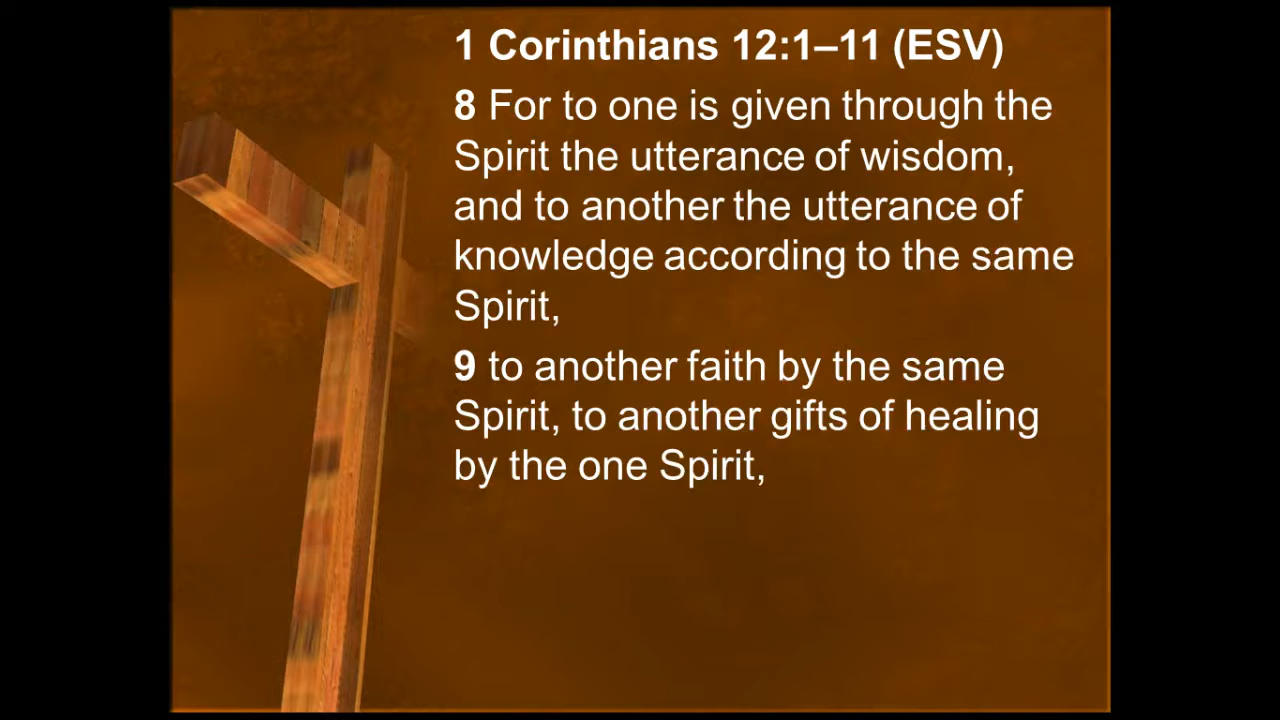 1 Corinthians 12:1–11 (ESV)
8 For to one is given through the
Spirit the utterance of wisdom,
and to another the utterance of
knowledge according to the same
Spirit,
9 to another faith by the same
Spirit, to another gifts of healing
by the one Spirit,